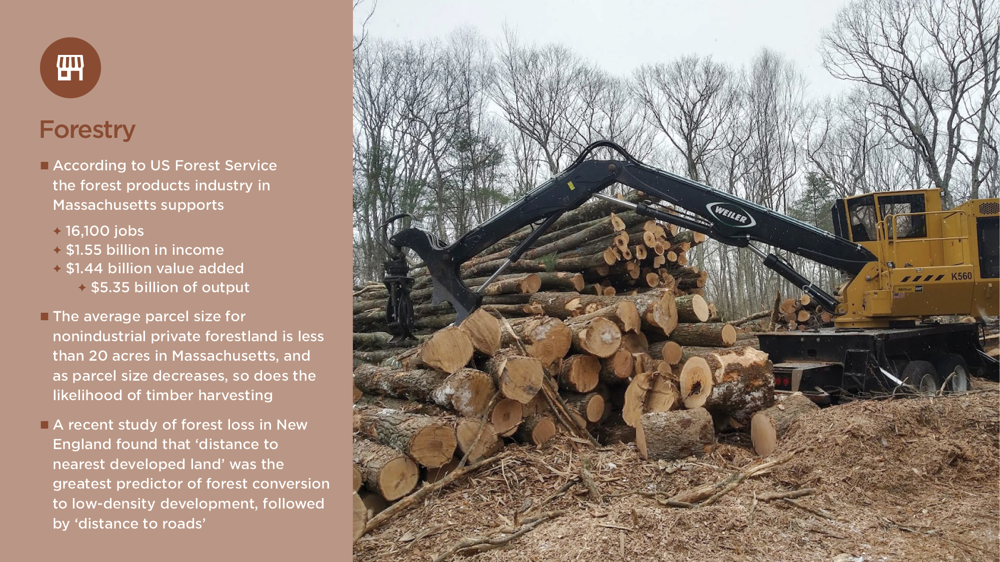 Forestry
■ According to US Forest Service
the forest products industry in
Massachusetts supports
✦ 16,100 jobs
✦ $1.55 billion in income
✦ $1.44 billion value added
✦ $5.35 billion of output
■ The average parcel size for
nonindustrial private forestland is less
than 20 acres in Massachusetts, and
as parcel size decreases, so does the
likelihood of timber harvesting
■ A recent study of forest loss in New
England found that ‘distance to
nearest developed land’ was the
greatest predictor of forest conversion
to low-density development, followed
by ‘distance to roads’
WEILER
K560
Milton CAT